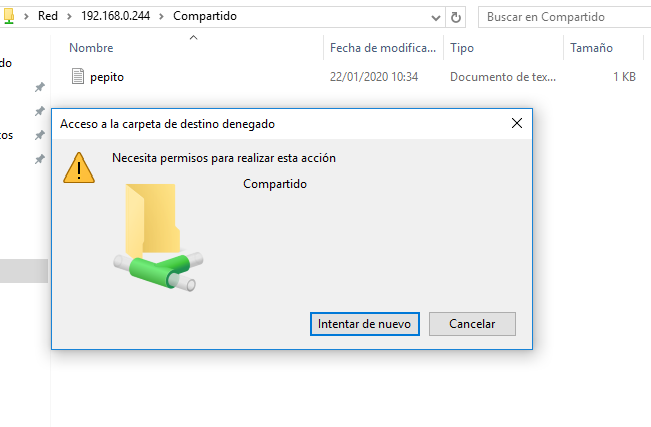 Red > 192.168.0.244 > Compartido
Buscar en Compartido
Nombre Fecha de modifica... Tipo Tamaño
do
pepito 22/01/2020 10:34 Documento de tex... 1 KB
Acceso a la carpeta de destino denegado
tos
Necesita permisos para realizar esta acción
Compartido
Intentar de nuevo Cancelar